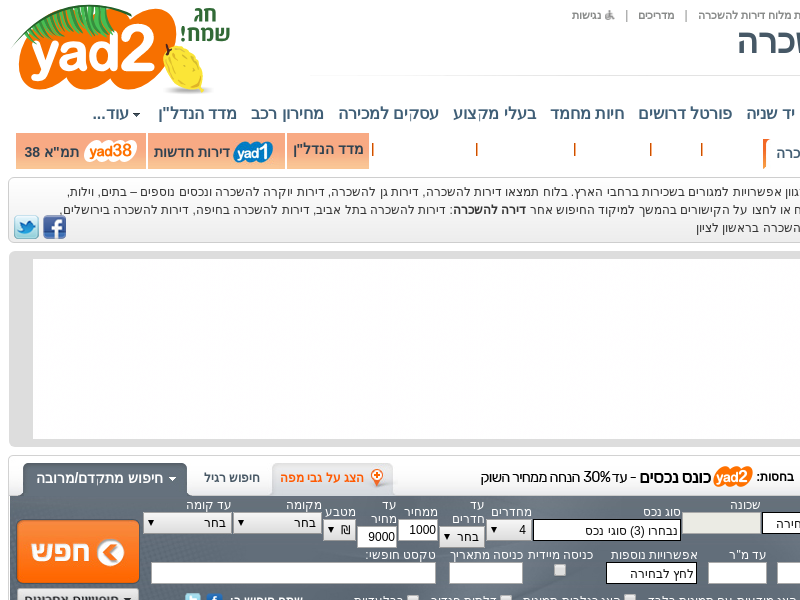 חג
שמח!
yad2
ת מלוח דירות להשכרה | מדריכים | נגישות
שכרה
יד שניה פורטל דרושים חיות מחמד בעלי מקצוע עסקים למכירה מחירון רכב מדד הנדל"ן עוד...
כרה
מדד הנדל"ן
yad1 דירות חדשות
yad38 תמ"א 38
גוון אפשרויות למגורים בשכירות ברחבי הארץ. בלוח תמצאו דירות להשכרה, דירות גן להשכרה, דירות יוקרה להשכרה ונכסים נוספים – בתים, וילות,
ח או לחצו על הקישורים בהמשך למיקוד החיפוש אחר דירה להשכרה: דירות להשכרה בתל אביב, דירות להשכרה בחיפה, דירות להשכרה בירושלים,
השכרה בראשון לציון
בחסות: yad2 כונס נכסים - עד 30% הנחה ממחיר השוק
הצג על גבי מפה
חיפוש רגיל
חיפוש מתקדם/מרובה
שכונה
סוג נכס
מחדרים
עד חדרים
ממחיר
עד מחיר
מטבע
מקומה
עד קומה
חירה
נבחרו (3) סוגי נכס
4
בחר
1000
9000
₪
בחר
בחר
עד מ"ר
אפשרויות נוספות
כניסה מיידית
כניסה מתאריך
טקסט חופשי:
לחץ לבחירה
חפש